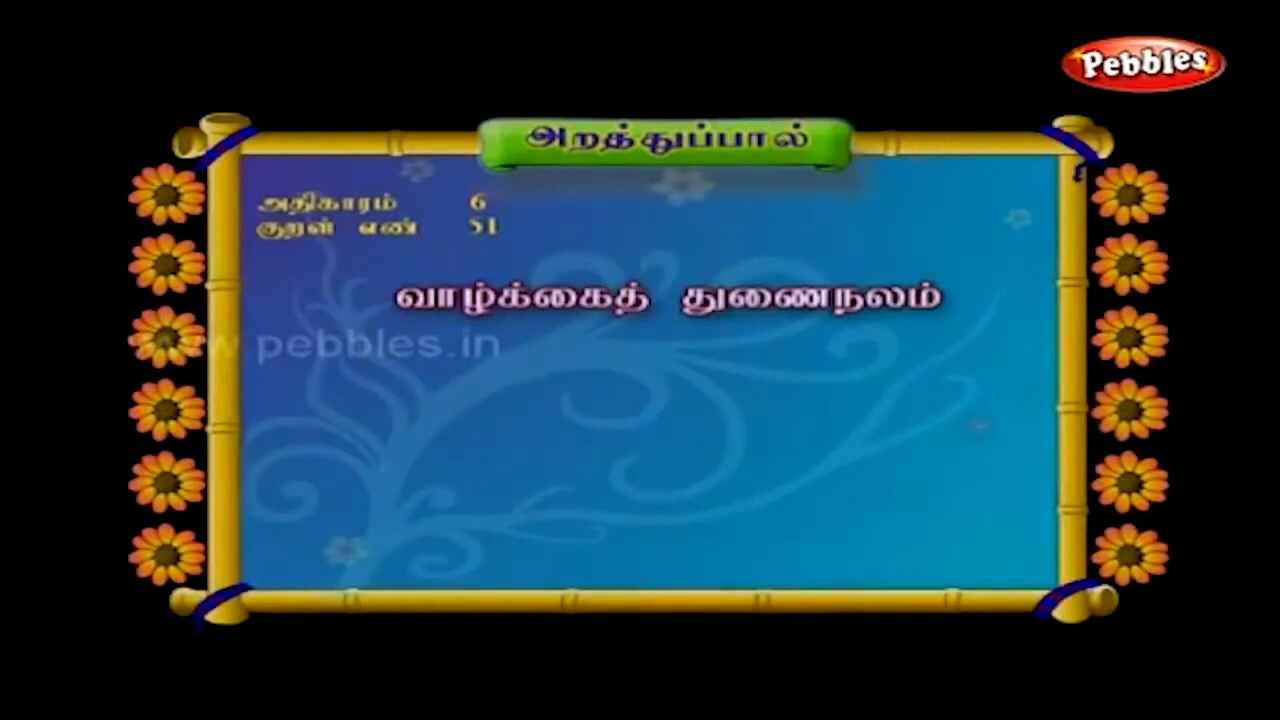 Pebbles
அறத்துப்பால்
அதிகாரம் 6
குறள் எண் 51
வாழ்க்கைத் துணைநலம்
www.pebbles.in